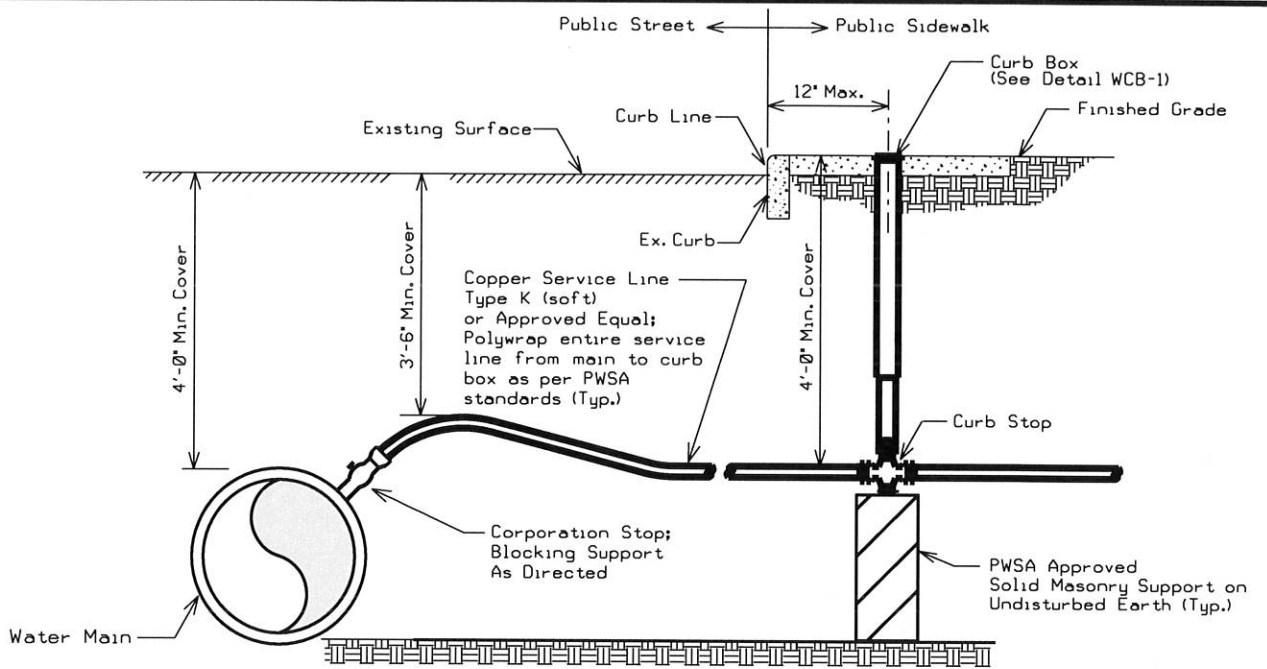 Public Street
Public Sidewalk
Curb Box
(See Detail WCB-1)
12" Max.
Finished Grade
Curb Line
Existing Surface
Ex. Curb
4'-0" Min. Cover
3'-6" Min. Cover
4'-0" Min. Cover
Copper Service Line
Type K (soft)
or Approved Equal;
Polywrap entire service
line from main to curb
box as per PWSA
standards (Typ.)
Curb Stop
Corporation Stop;
Blocking Support
As Directed
PWSA Approved
Solid Masonry Support on
Undisturbed Earth (Typ.)
Water Main